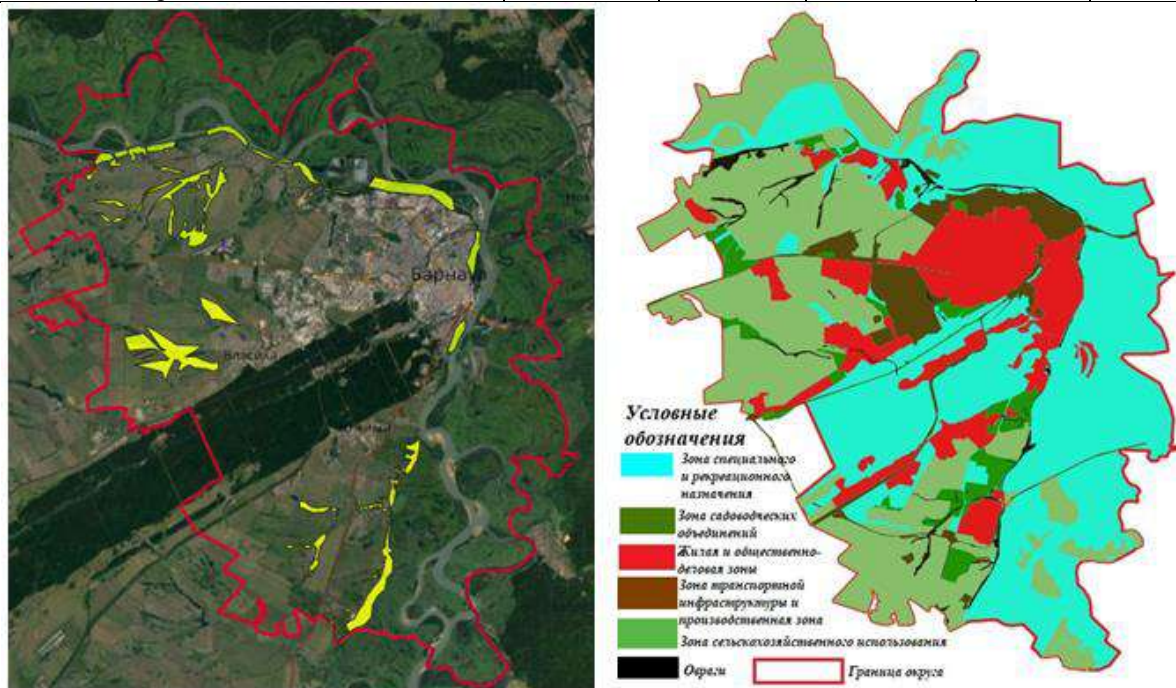 Барнаул
Власиха
Условные
обозначения
Зона специального
и рекреационного
назначения
Зона садоводческих
объединений
Жилая и общественно-
деловая зоны
Зона транспортной
инфраструктуры и
производственная зона
Зона сельскахозяйственного использования
Овраги
Граница округа